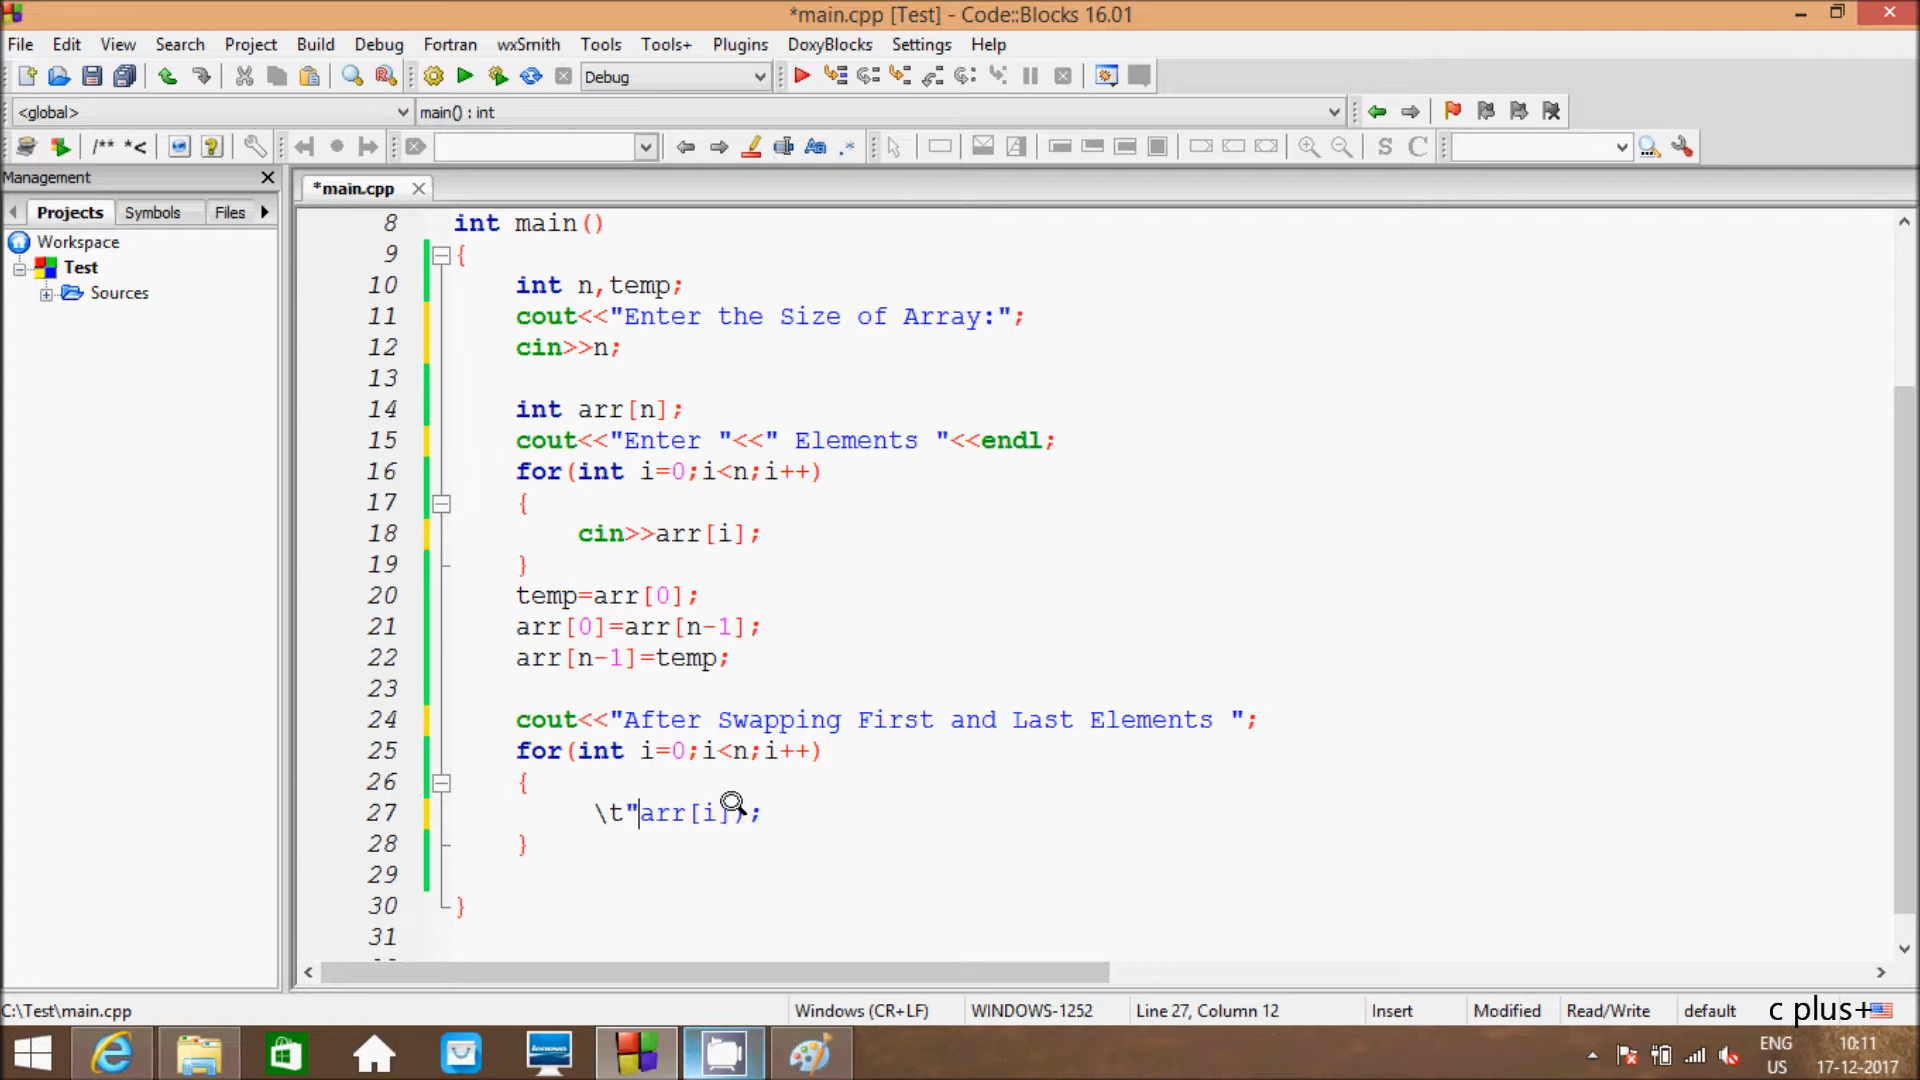 *main.cpp [Test] - Code::Blocks 16.01
File Edit View Search Project Build Debug Fortran wxSmith Tools Tools+ Plugins DoxyBlocks Settings Help
Debug
<global> main() : int
/** *<
S C
Management
*main.cpp
Projects Symbols Files
Workspace
Test
Sources
8 int main()
9 {
10 int n,temp;
11 cout<<"Enter the Size of Array:";
12 cin>>n;
13
14 int arr[n];
15 cout<<"Enter "<<" Elements "<<endl;
16 for(int i=0;i<n;i++)
17 {
18 cin>>arr[i];
19 }
20 temp=arr[0];
21 arr[0]=arr[n-1];
22 arr[n-1]=temp;
23
24 cout<<"After Swapping First and Last Elements ";
25 for(int i=0;i<n;i++)
26 {
27 \t"arr[i]);
28 }
29
30 }
31
C:\Test\main.cpp Windows (CR+LF) WINDOWS-1252 Line 27, Column 12 Insert Modified Read/Write default c plus+
lenovo
ENG
US
10:11
17-12-2017